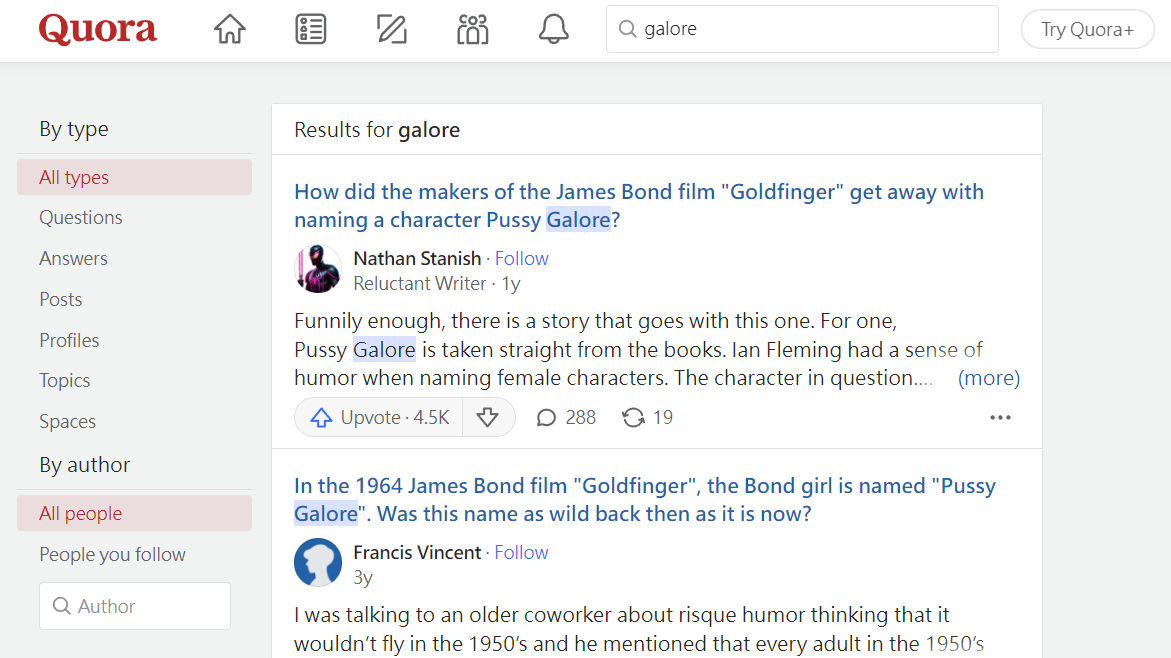 Quora
galore
Try Quora+
By type
All types
Questions
Answers
Posts
Profiles
Topics
Spaces
By author
All people
People you follow
Author
Results for galore
How did the makers of the James Bond film "Goldfinger" get away with
naming a character Pussy Galore?
Nathan Stanish · Follow
Reluctant Writer · 1y
Funnily enough, there is a story that goes with this one. For one,
Pussy Galore is taken straight from the books. Ian Fleming had a sense of
humor when naming female characters. The character in question.... (more)
Upvote · 4.5K 288 19
In the 1964 James Bond film "Goldfinger", the Bond girl is named "Pussy
Galore". Was this name as wild back then as it is now?
Francis Vincent · Follow
3y
I was talking to an older coworker about risque humor thinking that it
wouldn’t fly in the 1950’s and he mentioned that every adult in the 1950’s